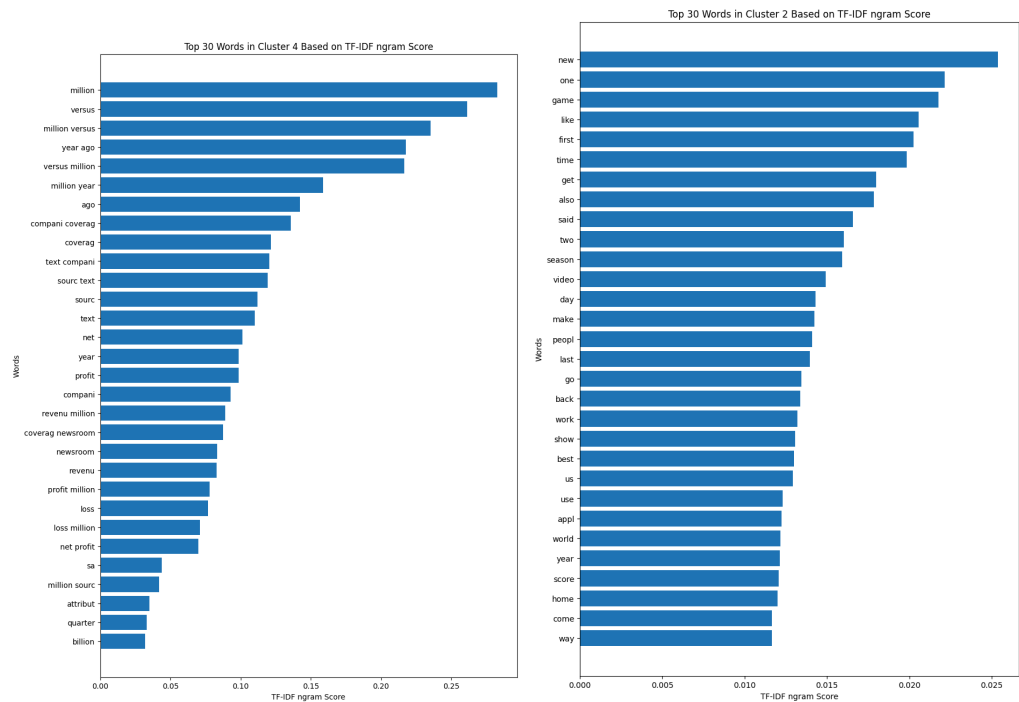 Top 30 Words in Cluster 4 Based on TF-IDF ngram Score
million
versus
million versus
year ago
versus million
million year
ago
compani coverag
coverag
text compani
sourc text
sourc
text
net
year
profit
compani
revenu million
coverag newsroom
newsroom
revenu
profit million
loss
loss million
net profit
sa
million sourc
attribut
quarter
billion
Words
0.00 0.05 0.10 0.15 0.20 0.25
TF-IDF ngram Score
Top 30 Words in Cluster 2 Based on TF-IDF ngram Score
new
one
game
like
first
time
get
also
said
two
season
video
day
make
peopl
last
go
back
work
show
best
us
use
appl
world
year
score
home
come
way
Words
0.000 0.005 0.010 0.015 0.020 0.025
TF-IDF ngram Score